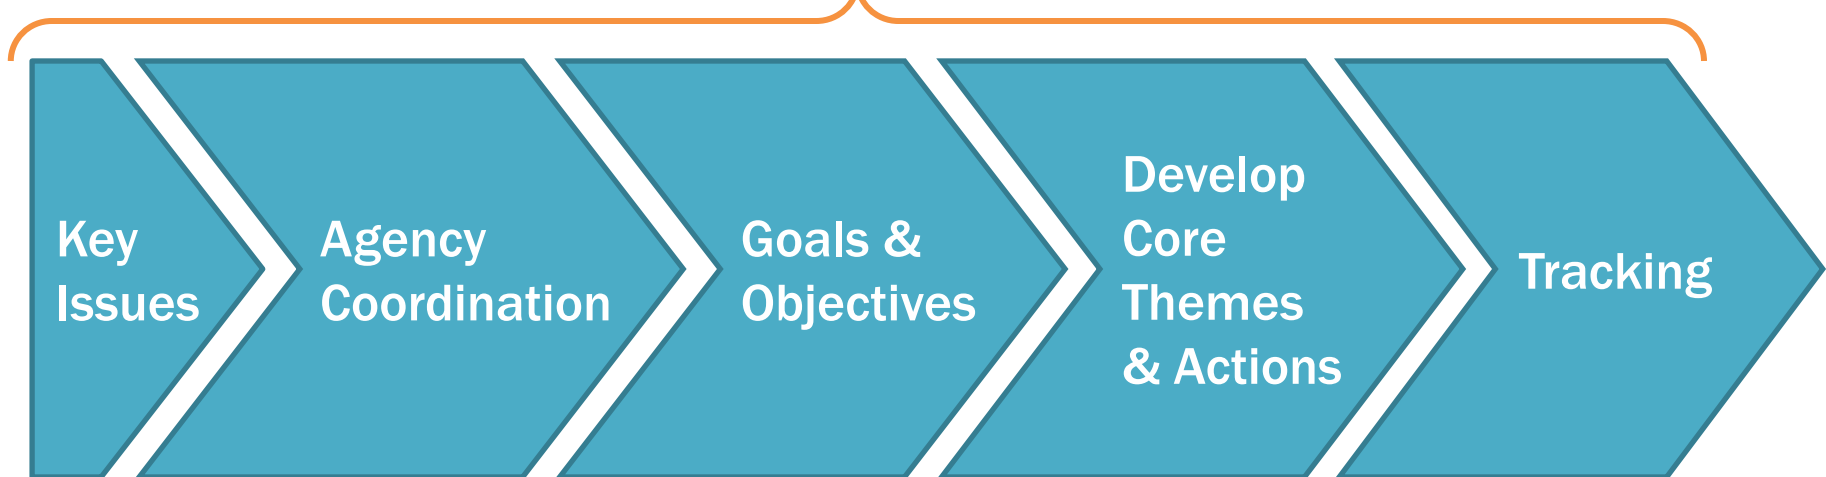 Key
Issues
Agency
Coordination
Goals &
Objectives
Develop
Core
Themes
& Actions
Tracking